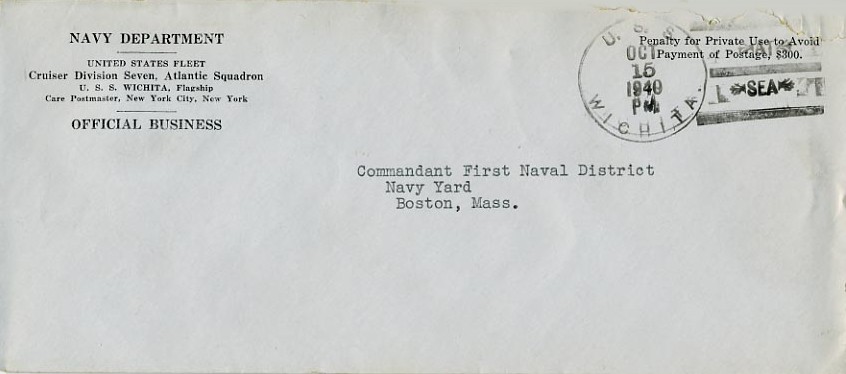 NAVY DEPARTMENT
UNITED STATES FLEET
Cruiser Division Seven, Atlantic Squadron
U. S. S. WICHITA, Flagship
Care Postmaster, New York City, New York
OFFICIAL BUSINESS
U. S. S.
OCT
15
1940
PM
WICHITA.
Penalty for Private Use to Avoid
Payment of Postage, $300.
AT
SEA
Commandant First Naval District
Navy Yard
Boston, Mass.